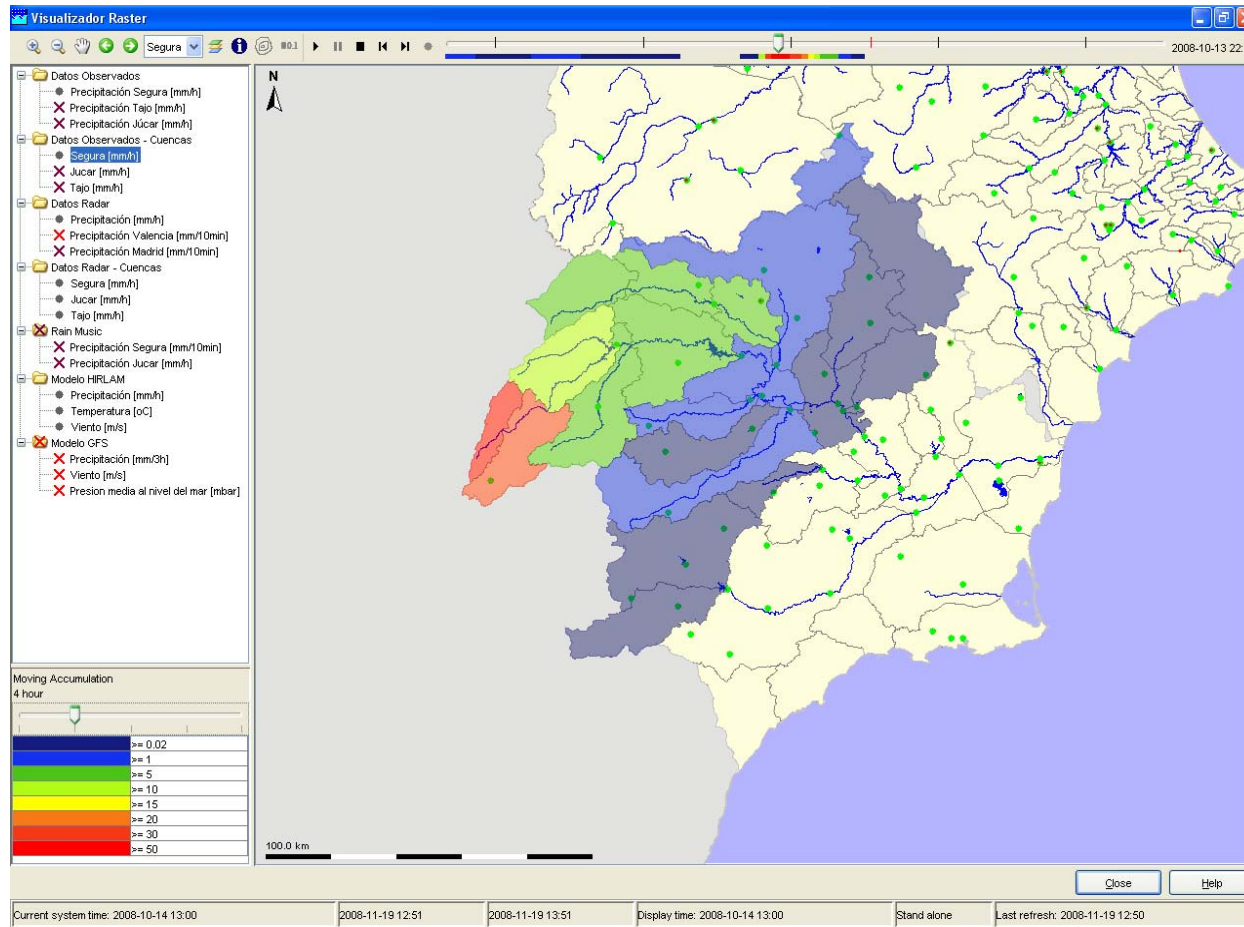 Visualizador Raster
Segura
0.1
2008-10-13 22:
Datos Observados
Precipitación Segura [mm/h]
Precipitación Tajo [mm/h]
Precipitación Júcar [mm/h]
Datos Observados - Cuencas
Segura [mm/h]
Jucar [mm/h]
Tajo [mm/h]
Datos Radar
Precipitación [mm/h]
Precipitación Valencia [mm/10min]
Precipitación Madrid [mm/10min]
Datos Radar - Cuencas
Segura [mm/h]
Jucar [mm/h]
Tajo [mm/h]
Rain Music
Precipitación Segura [mm/10min]
Precipitación Jucar [mm/h]
Modelo HIRLAM
Precipitación [mm/h]
Temperatura [oC]
Viento [m/s]
Modelo GFS
Precipitación [mm/3h]
Viento [m/s]
Presion media al nivel del mar [mbar]
N
Moving Accumulation
4 hour
>= 0.02
>= 1
>= 5
>= 10
>= 15
>= 20
>= 30
>= 50
100.0 km
Close
Help
Current system time: 2008-10-14 13:00
2008-11-19 12:51
2008-11-19 13:51
Display time: 2008-10-14 13:00
Stand alone
Last refresh: 2008-11-19 12:50